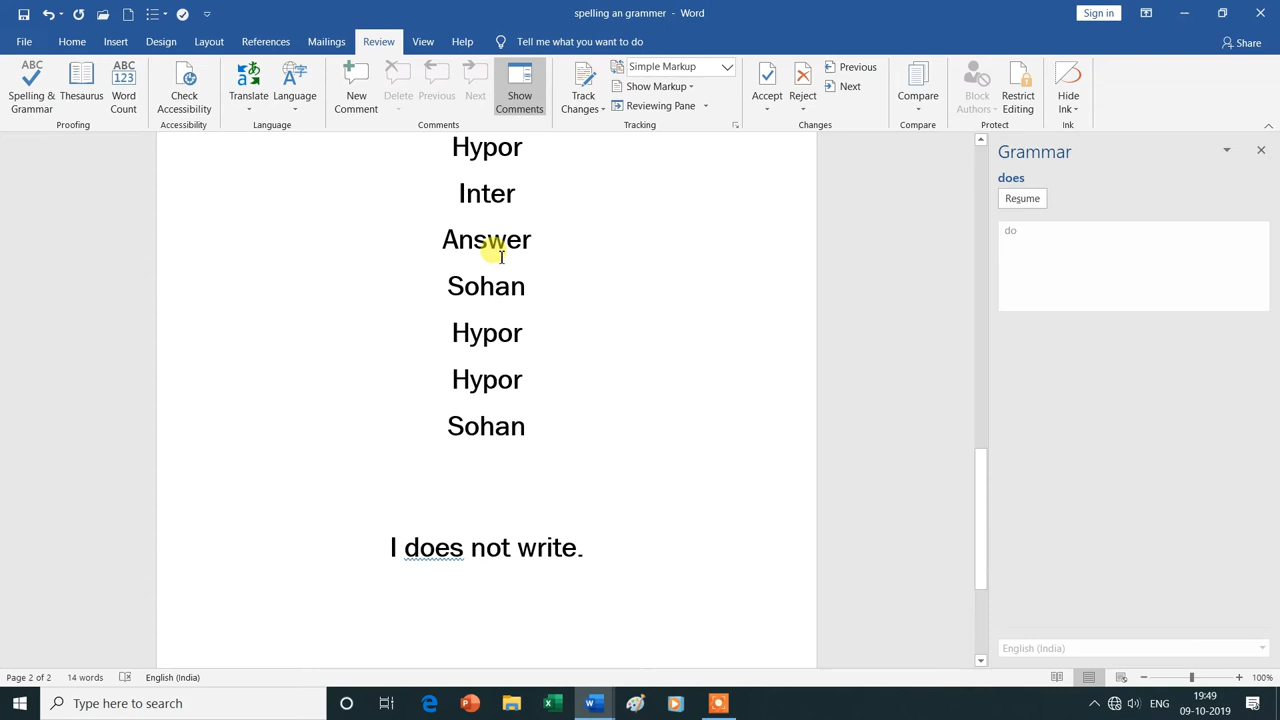 spelling an grammer - Word
Sign in
File Home Insert Design Layout References Mailings Review View Help Tell me what you want to do Share
ABC Spelling & Grammar
Thesaurus
ABC 123 Word Count
Proofing
Check Accessibility
Accessibility
Translate
Language
Language
New Comment
Delete
Previous
Next
Show Comments
Comments
Track Changes
Simple Markup
Show Markup
Reviewing Pane
Tracking
Accept
Reject
Previous
Next
Changes
Compare
Compare
Block Authors
Restrict Editing
Protect
Hide Ink
Ink
Hypor
Inter
Answer
Sohan
Hypor
Hypor
Sohan
I does not write.
Grammar
does
Resume
do
English (India)
Page 2 of 2 14 words English (India) 100%
Type here to search
ENG
19:49
09-10-2019